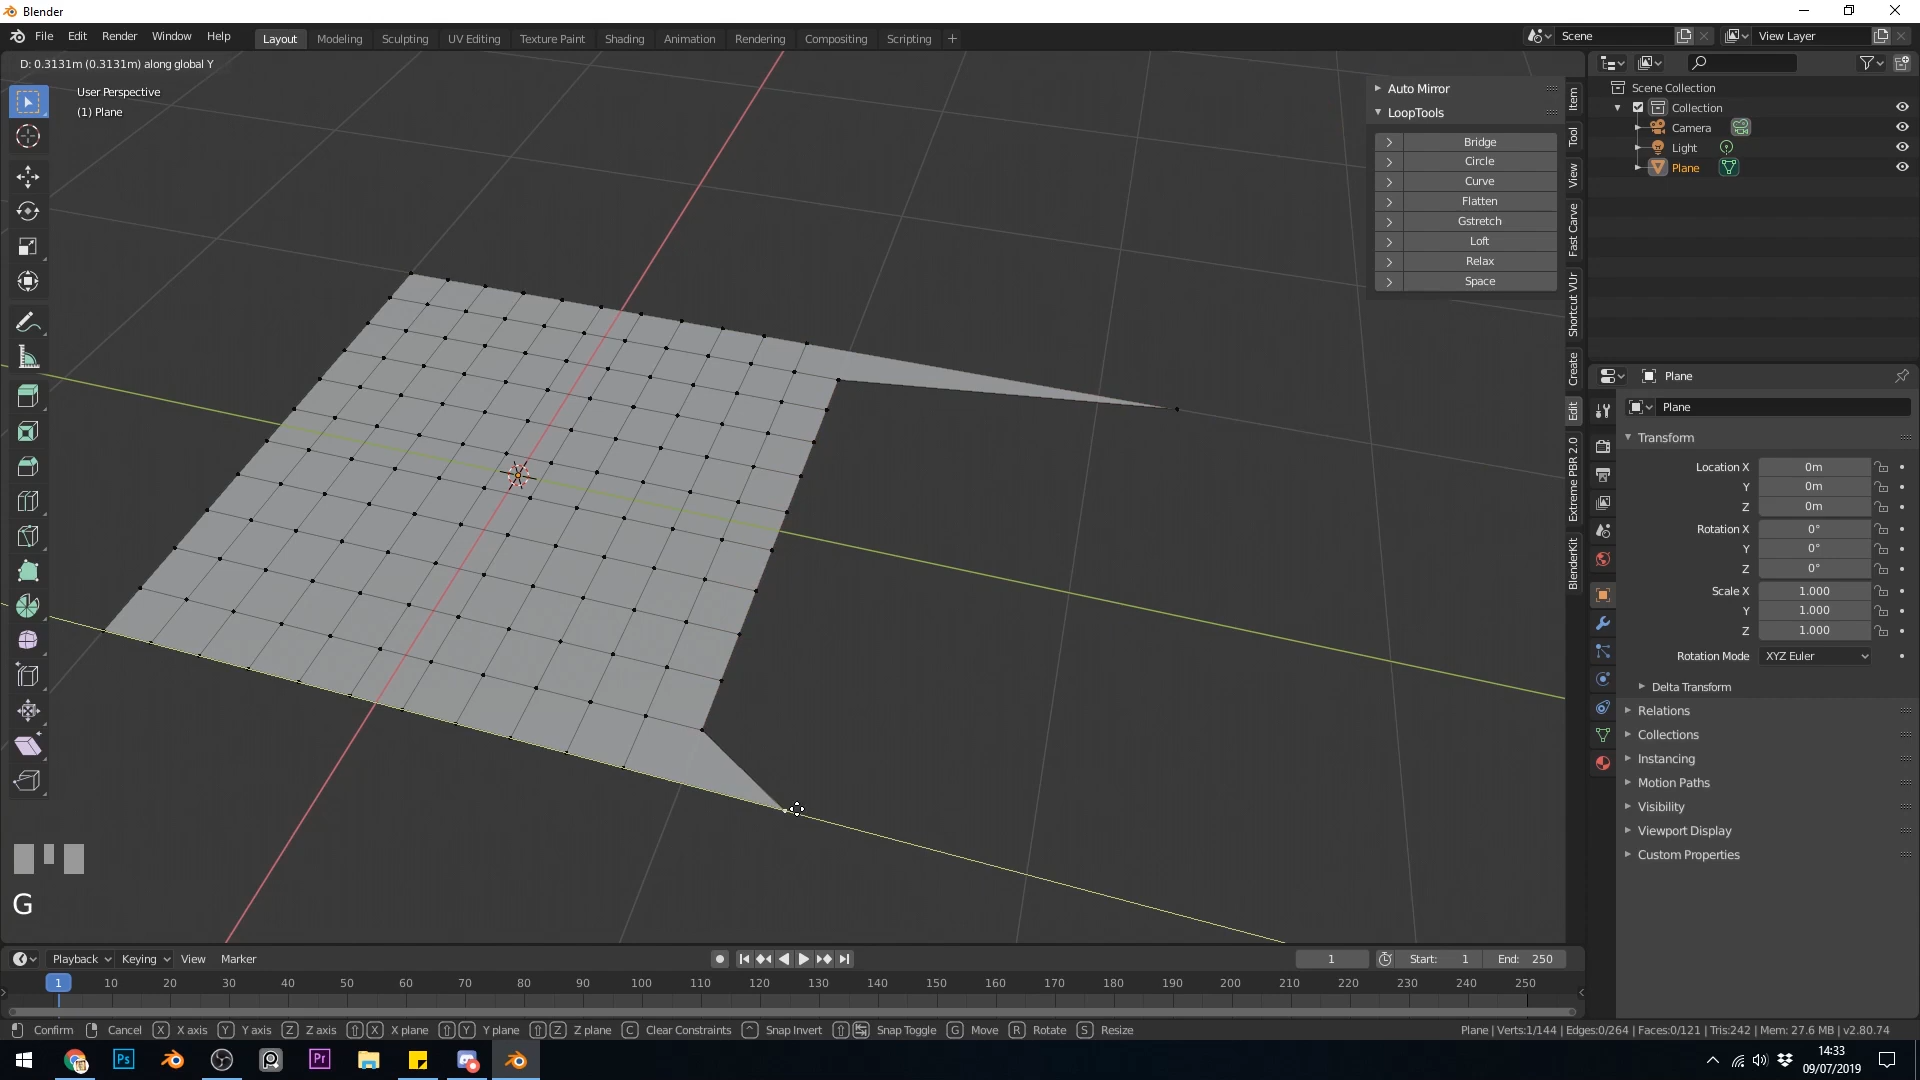 Blender
File Edit Render Window Help
Layout Modeling Sculpting UV Editing Texture Paint Shading Animation Rendering Compositing Scripting +
Scene
View Layer
D: 0.3131m (0.3131m) along global Y
User Perspective
(1) Plane
Auto Mirror
LoopTools
Bridge
Circle
Curve
Flatten
Gstretch
Loft
Relax
Space
Item
Tool
View
Fast Carve
Shortcut VUr
Create
Edit
Extreme PBR 2.0
BlenderKit
Scene Collection
Collection
Camera
Light
Plane
Plane
Plane
Transform
Location X 0m
Y 0m
Z 0m
Rotation X 0°
Y 0°
Z 0°
Scale X 1.000
Y 1.000
Z 1.000
Rotation Mode XYZ Euler
Delta Transform
Relations
Collections
Instancing
Motion Paths
Visibility
Viewport Display
Custom Properties
G
Playback Keying View Marker
1 Start: 1 End: 250
1 10 20 30 40 50 60 70 80 90 100 110 120 130 140 150 160 170 180 190 200 210 220 230 240 250
Confirm Cancel X X axis Y Y axis Z Z axis X X plane Y Y plane Z Z plane C Clear Constraints ^ Snap Invert Snap Toggle G Move R Rotate S Resize
Plane | Verts:1/144 | Edges:0/264 | Faces:0/121 | Tris:242 | Mem: 27.6 MB | v2.80.74
Ps
Pr
14:33
09/07/2019